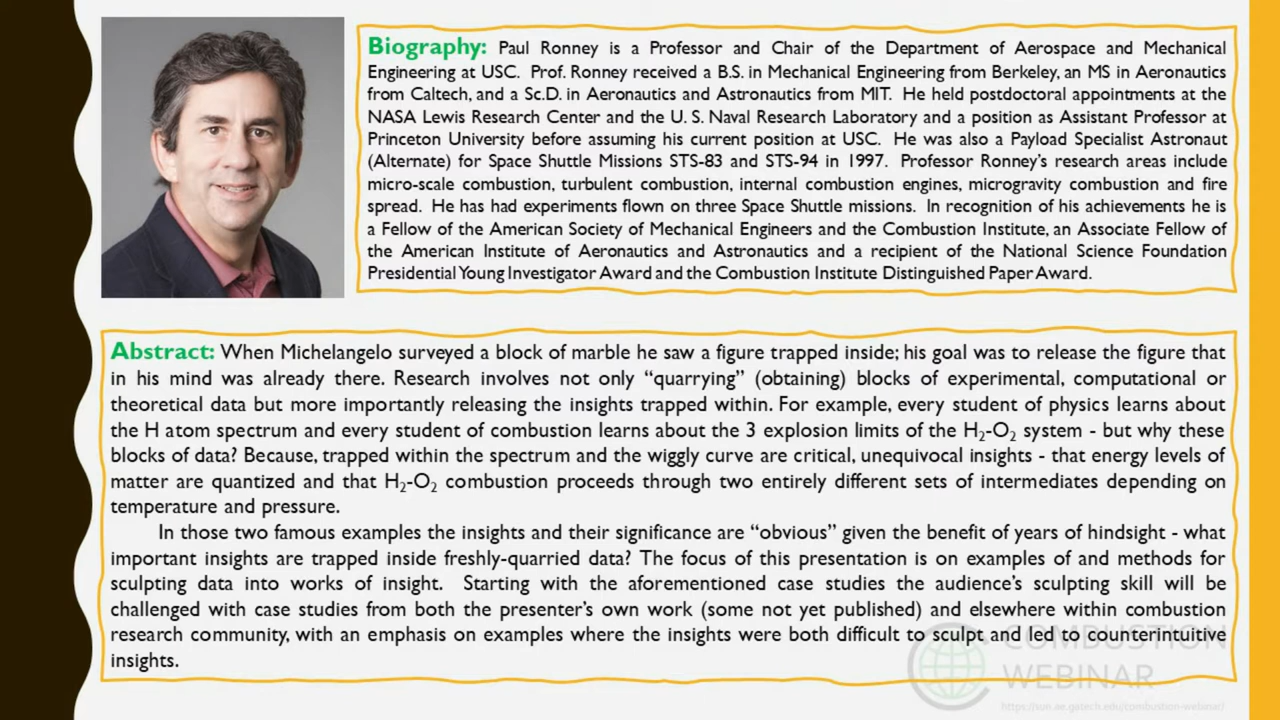 Biography: Paul Ronney is a Professor and Chair of the Department of Aerospace and Mechanical
Engineering at USC. Prof. Ronney received a B.S. in Mechanical Engineering from Berkeley, an MS in Aeronautics
from Caltech, and a Sc.D. in Aeronautics and Astronautics from MIT. He held postdoctoral appointments at the
NASA Lewis Research Center and the U. S. Naval Research Laboratory and a position as Assistant Professor at
Princeton University before assuming his current position at USC. He was also a Payload Specialist Astronaut
(Alternate) for Space Shuttle Missions STS-83 and STS-94 in 1997. Professor Ronney's research areas include
micro-scale combustion, turbulent combustion, internal combustion engines, microgravity combustion and fire
spread. He has had experiments flown on three Space Shuttle missions. In recognition of his achievements he is
a Fellow of the American Society of Mechanical Engineers and the Combustion Institute, an Associate Fellow of
the American Institute of Aeronautics and Astronautics and a recipient of the National Science Foundation
Presidential Young Investigator Award and the Combustion Institute Distinguished Paper Award.
Abstract: When Michelangelo surveyed a block of marble he saw a figure trapped inside; his goal was to release the figure that
in his mind was already there. Research involves not only “quarrying” (obtaining) blocks of experimental, computational or
theoretical data but more importantly releasing the insights trapped within. For example, every student of physics learns about
the H atom spectrum and every student of combustion learns about the 3 explosion limits of the H₂-O₂ system - but why these
blocks of data? Because, trapped within the spectrum and the wiggly curve are critical, unequivocal insights - that energy levels of
matter are quantized and that H₂-O₂ combustion proceeds through two entirely different sets of intermediates depending on
temperature and pressure.
In those two famous examples the insights and their significance are “obvious” given the benefit of years of hindsight - what
important insights are trapped inside freshly-quarried data? The focus of this presentation is on examples of and methods for
sculpting data into works of insight. Starting with the aforementioned case studies the audience's sculpting skill will be
challenged with case studies from both the presenter's own work (some not yet published) and elsewhere within combustion
research community, with an emphasis on examples where the insights were both difficult to sculpt and led to counterintuitive
insights.
COMBUSTION
WEBINAR
https://sun.ae.gatech.edu/combustion-webinar/